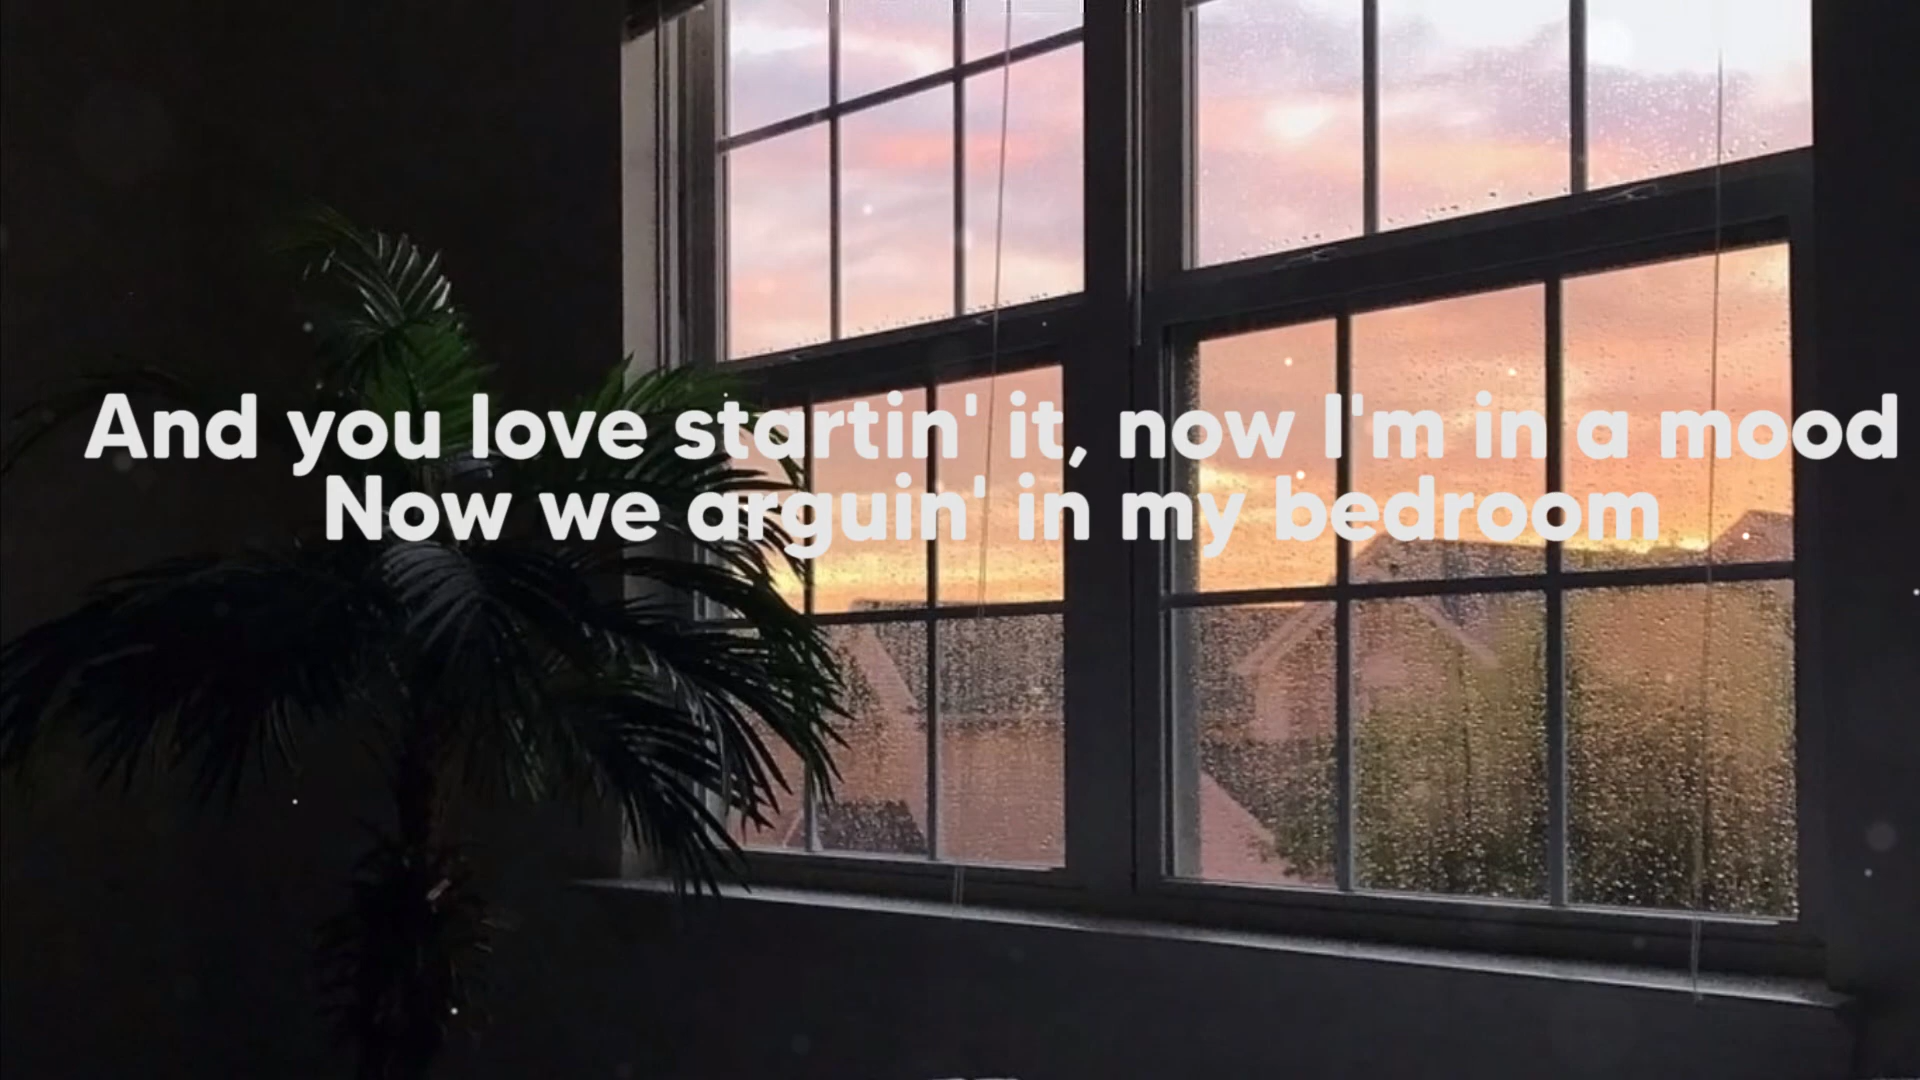 And you love startin' it, now I'm in a mood
Now we arguin' in my bedroom